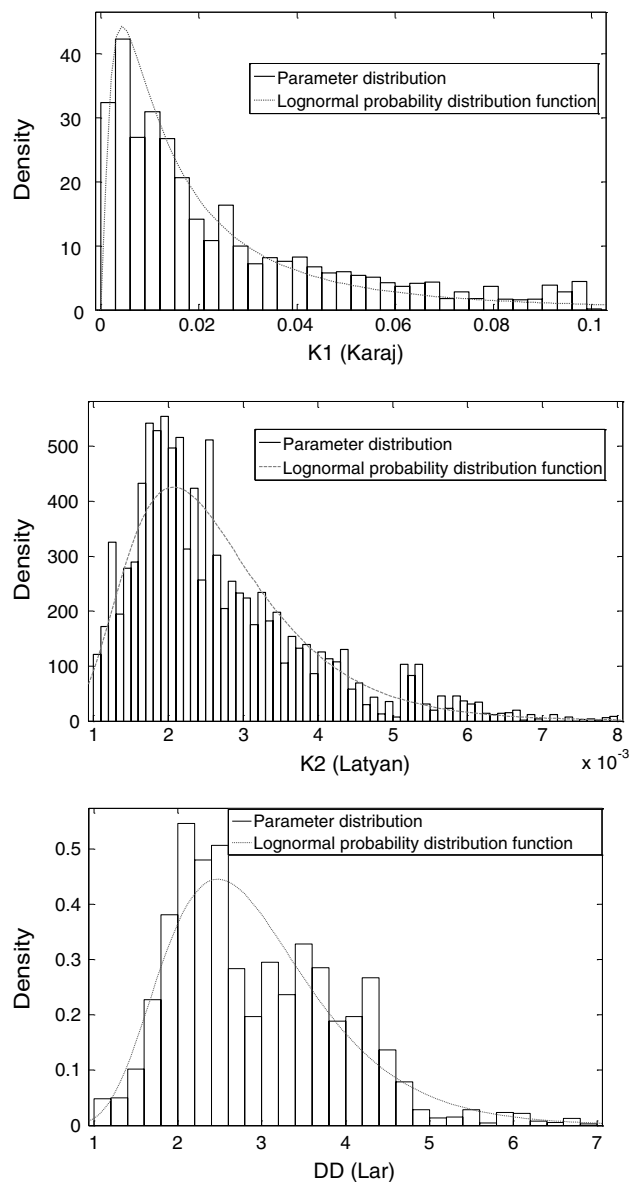 Density
40
30
20
10
0
Parameter distribution
Lognormal probability distribution function
0 0.02 0.04 0.06 0.08 0.1
K1 (Karaj)
Density
500
400
300
200
100
0
Parameter distribution
Lognormal probability distribution function
1 2 3 4 5 6 7 8
x 10-3
K2 (Latyan)
Density
0.5
0.4
0.3
0.2
0.1
0
Parameter distribution
Lognormal probability distribution function
1 2 3 4 5 6 7
DD (Lar)